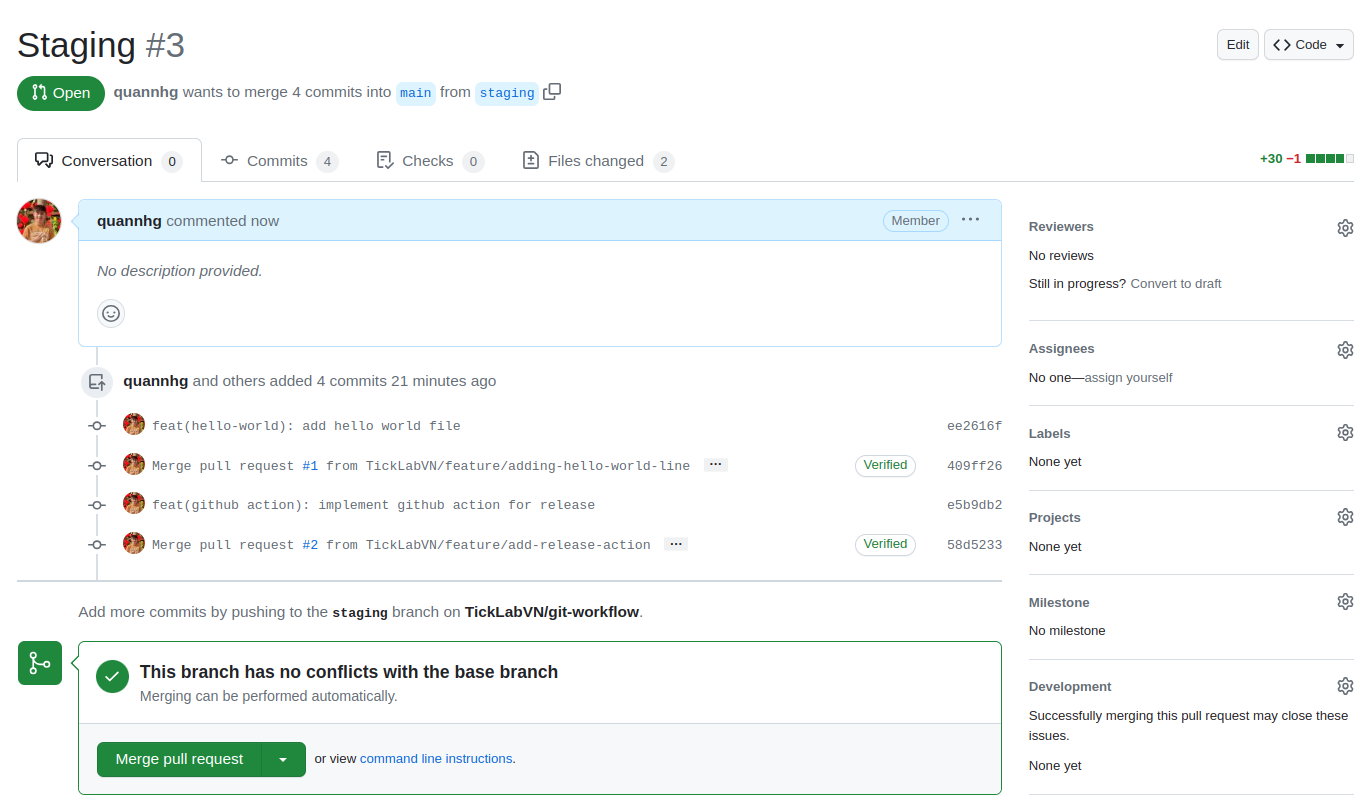 Staging #3
Edit
Code
Open
quannhg wants to merge 4 commits into main from staging
Conversation 0
Commits 4
Checks 0
Files changed 2
+30 −1
quannhg commented now
Member
No description provided.
quannhg and others added 4 commits 21 minutes ago
feat(hello-world): add hello world file ee2616f
Merge pull request #1 from TickLabVN/feature/adding-hello-world-line … Verified 409ff26
feat(github action): implement github action for release e5b9db2
Merge pull request #2 from TickLabVN/feature/add-release-action … Verified 58d5233
Add more commits by pushing to the staging branch on TickLabVN/git-workflow.
This branch has no conflicts with the base branch
Merging can be performed automatically.
Merge pull request
or view command line instructions.
Reviewers
No reviews
Still in progress? Convert to draft
Assignees
No one—assign yourself
Labels
None yet
Projects
None yet
Milestone
No milestone
Development
Successfully merging this pull request may close these
issues.
None yet